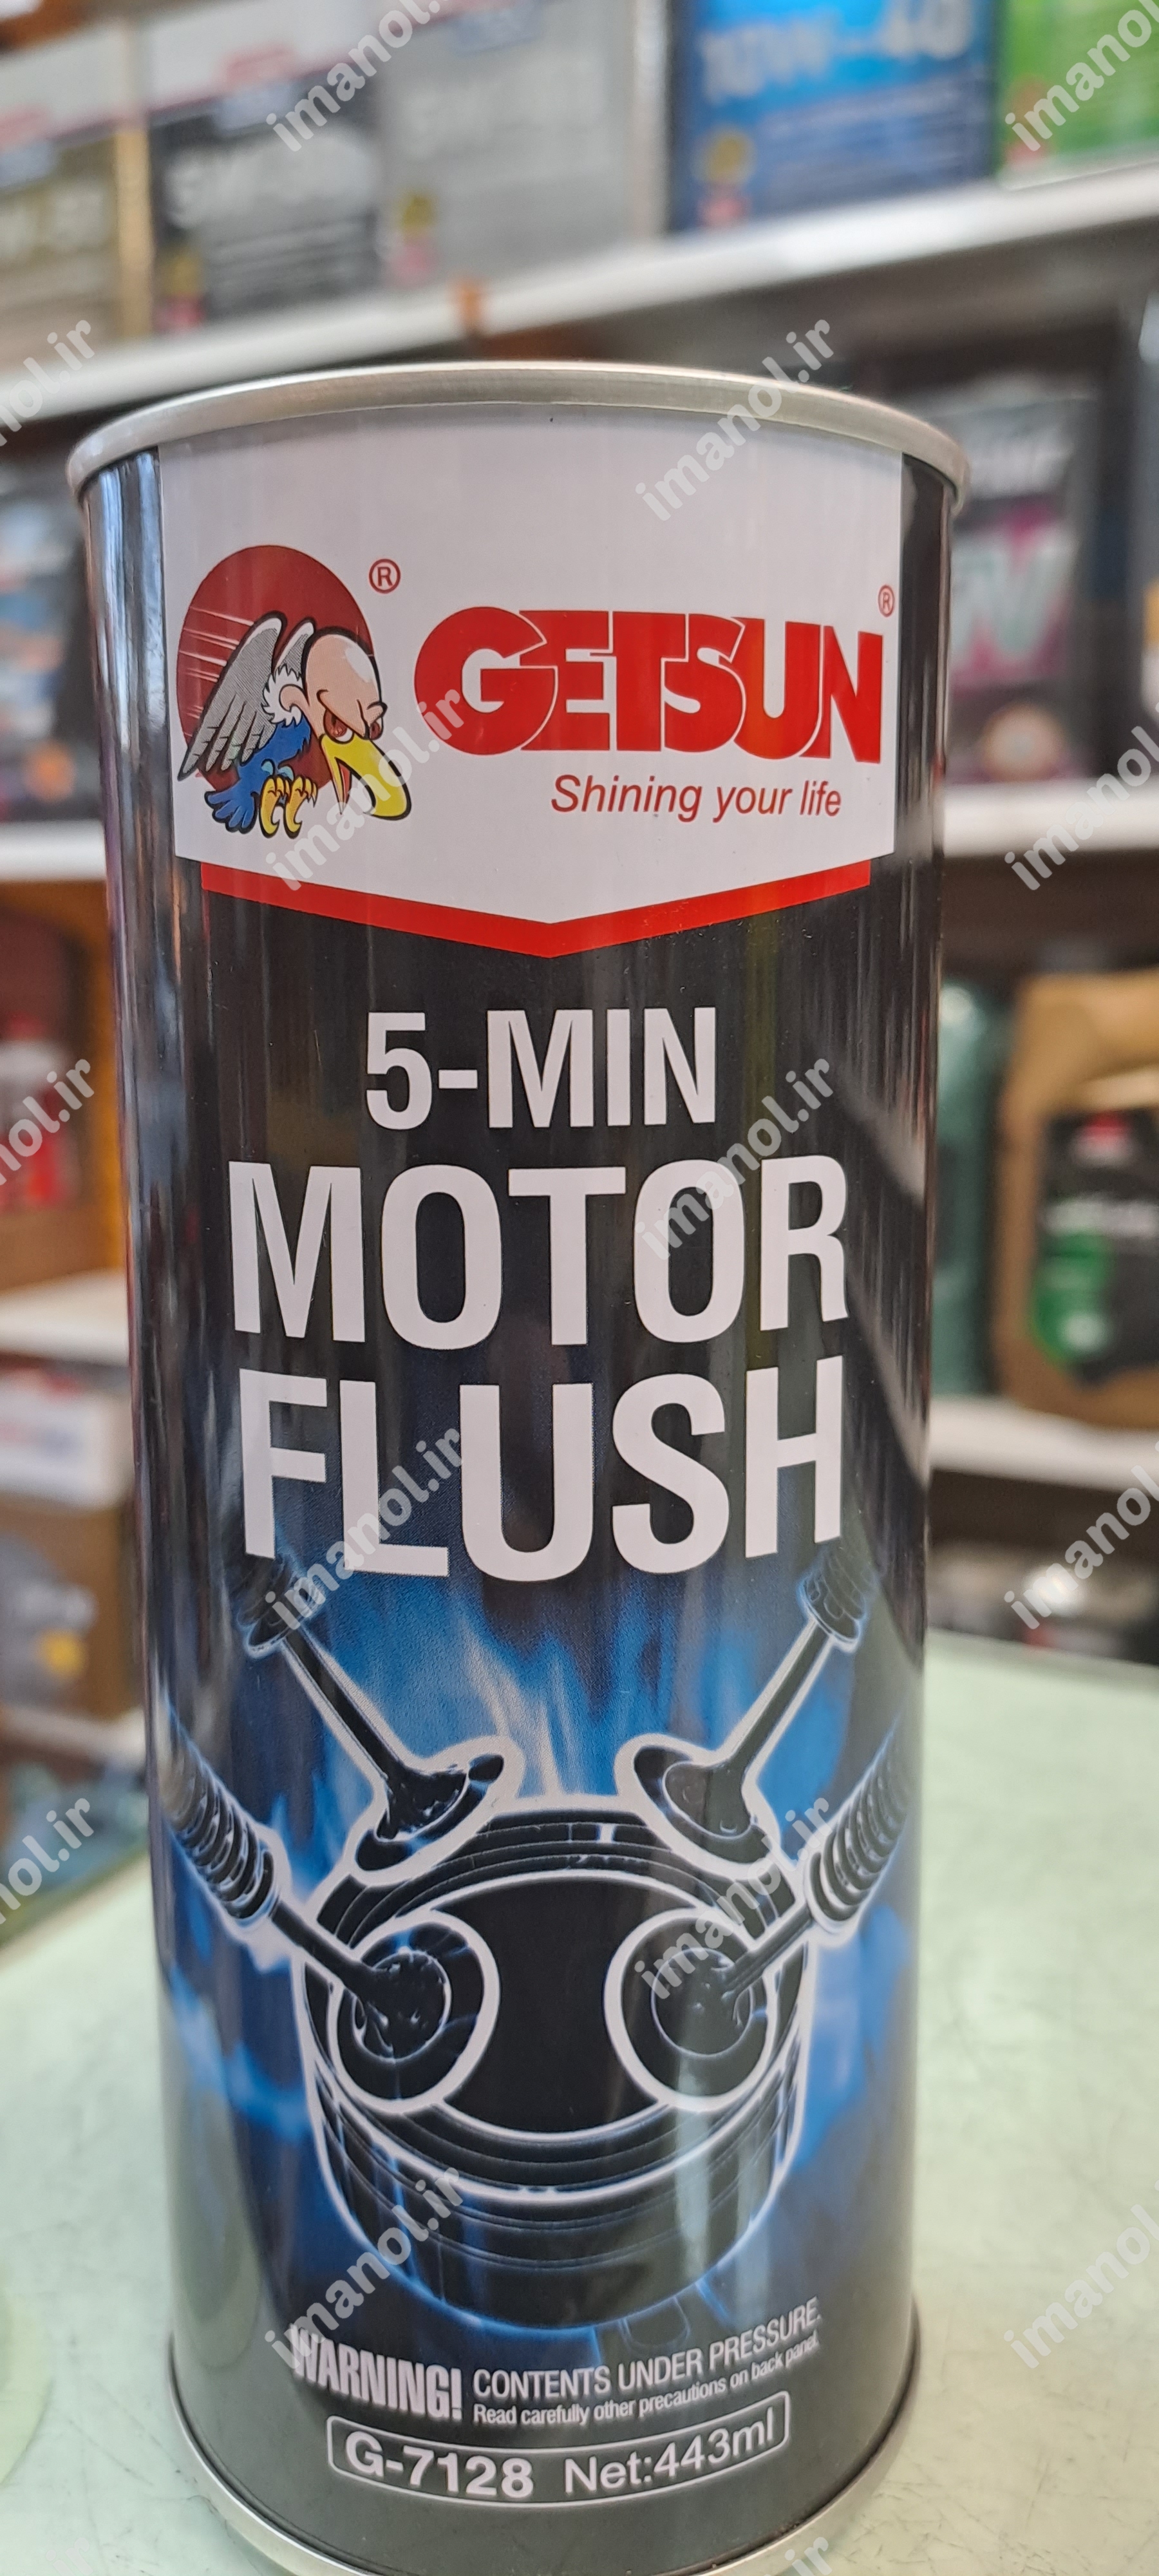 GETSUN
Shining your life
5-MIN
MOTOR
FLUSH
WARNING! CONTENTS UNDER PRESSURE.
Read carefully other precautions on back panel.
G-7128 Net:443ml
imanol.ir